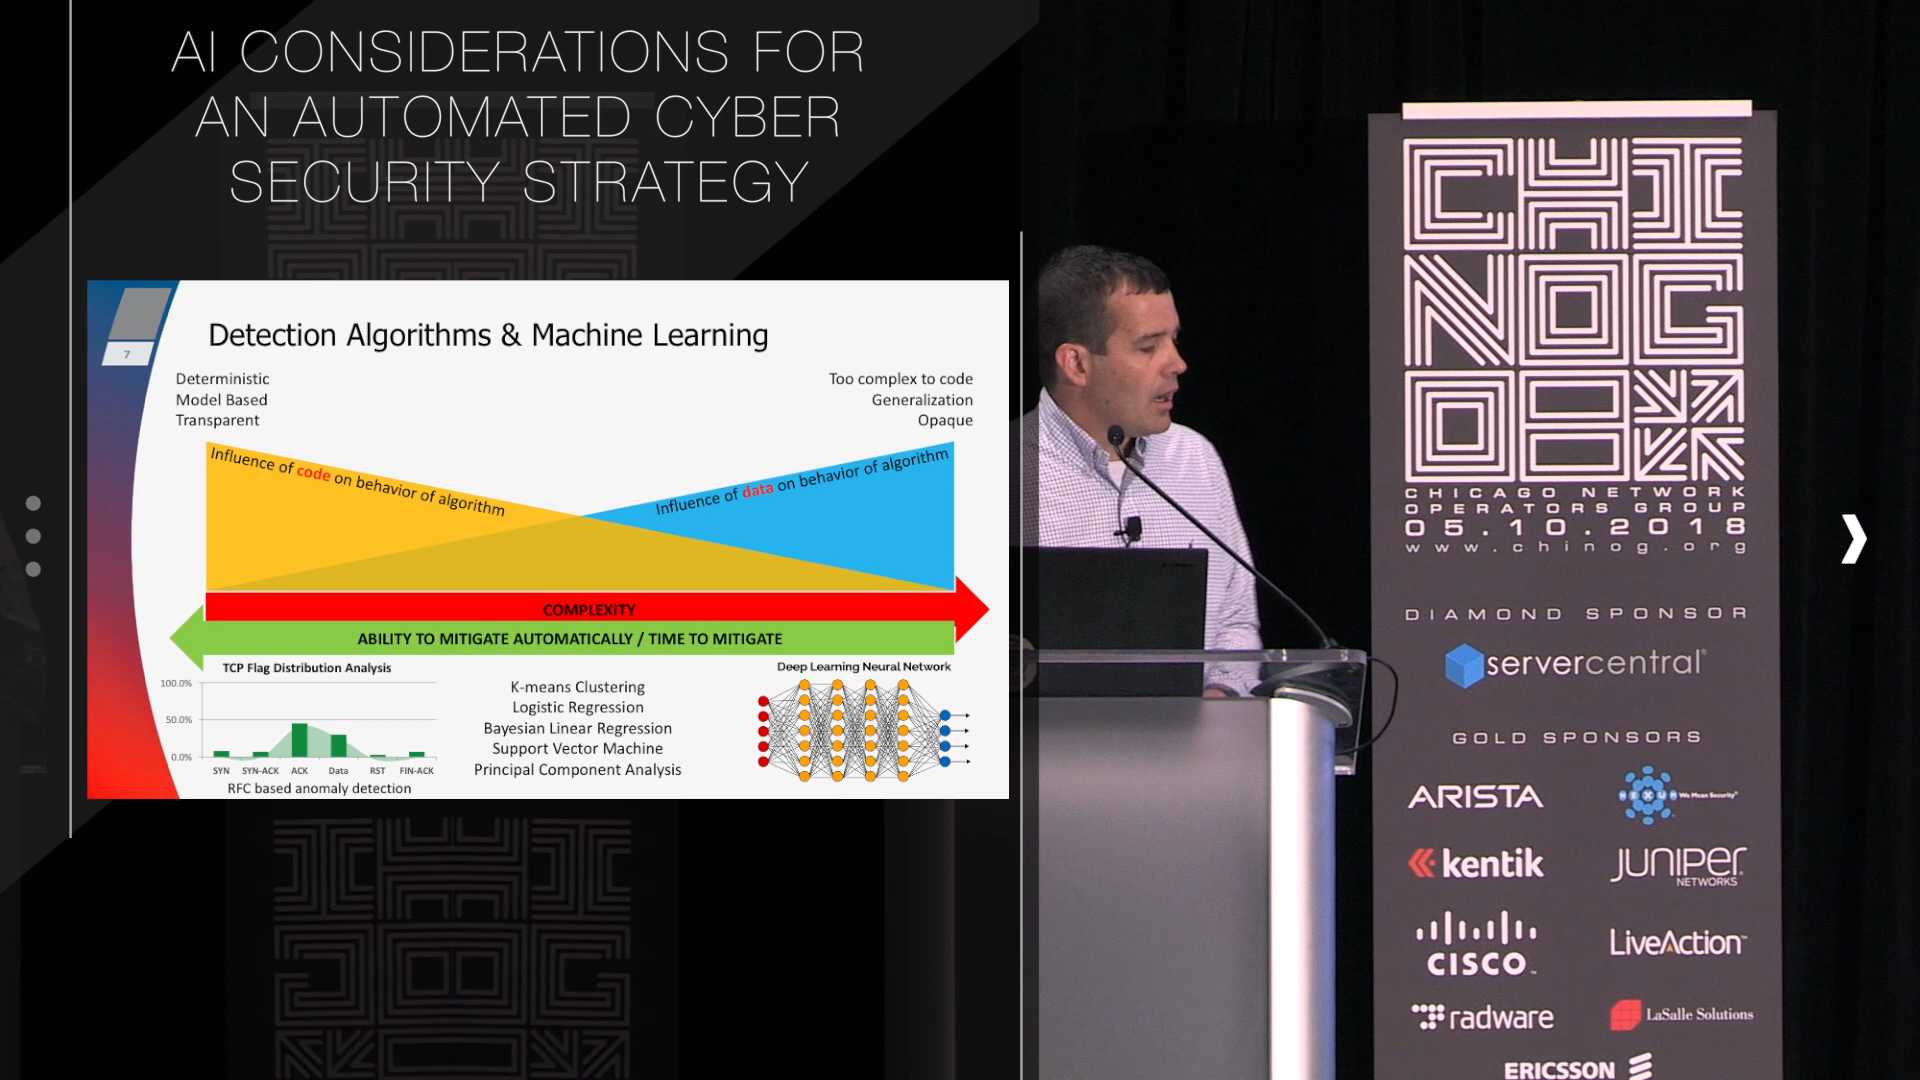 AI CONSIDERATIONS FOR
AN AUTOMATED CYBER
SECURITY STRATEGY
7
Detection Algorithms & Machine Learning
Deterministic
Model Based
Transparent
Too complex to code
Generalization
Opaque
Influence of code on behavior of algorithm
Influence of data on behavior of algorithm
COMPLEXITY
ABILITY TO MITIGATE AUTOMATICALLY / TIME TO MITIGATE
TCP Flag Distribution Analysis
100.0%
50.0%
0.0%
SYN SYN-ACK ACK Data RST FIN-ACK
RFC based anomaly detection
K-means Clustering
Logistic Regression
Bayesian Linear Regression
Support Vector Machine
Principal Component Analysis
Deep Learning Neural Network
CHI
NOG
CHICAGO NETWORK
OPERATORS GROUP
05.10.2018
www.chinog.org
DIAMOND SPONSOR
servercentral®
GOLD SPONSORS
ARISTA
NEXUM We Mean Security®
kentik
JUNIPER
NETWORKS
CISCO
LiveAction™
radware
LaSalle Solutions
ERICSSON